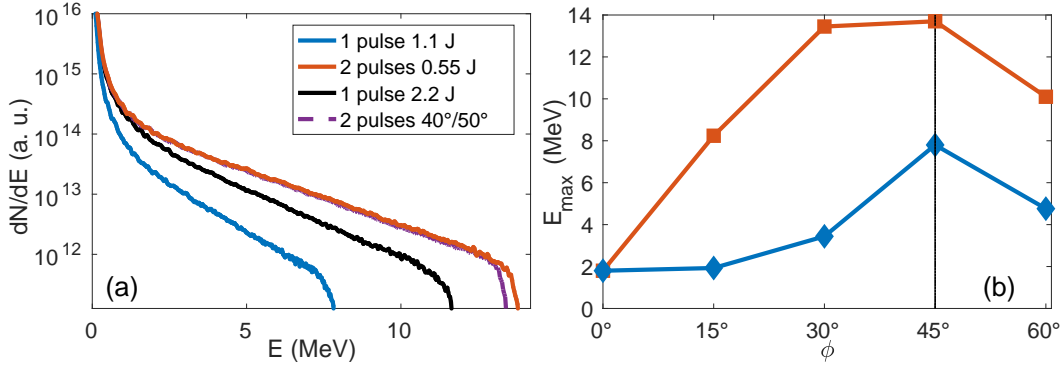 10^16
10^15
10^14
10^13
10^12
dN/dE (a. u.)
1 pulse 1.1 J
2 pulses 0.55 J
1 pulse 2.2 J
2 pulses 40°/50°
(a)
0
5
10
E (MeV)
14
12
10
8
6
4
2
0
E_max (MeV)
(b)
0°
15°
30°
45°
60°
ϕ